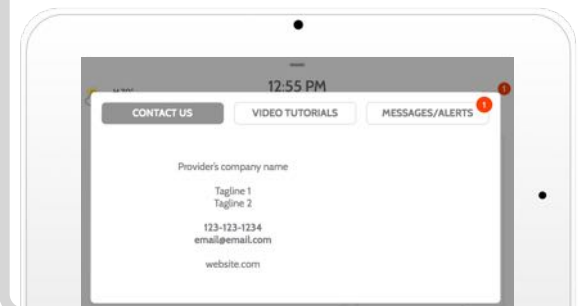 12:55 PM
1
CONTACT US
VIDEO TUTORIALS
MESSAGES/ALERTS
1
Provider's company name
Tagline 1
Tagline 2
123-123-1234
email@email.com
website.com